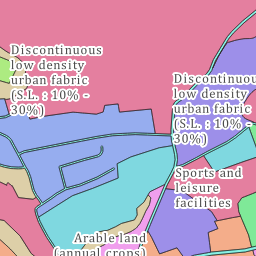 Discontinuous
low density
urban fabric
(S.L. : 10% -
30%)
Discontinuou
low density
urban fabric
(S.L. : 10% -
30%)
Sports and
leisure
facilities
Arable land
(annual crops)